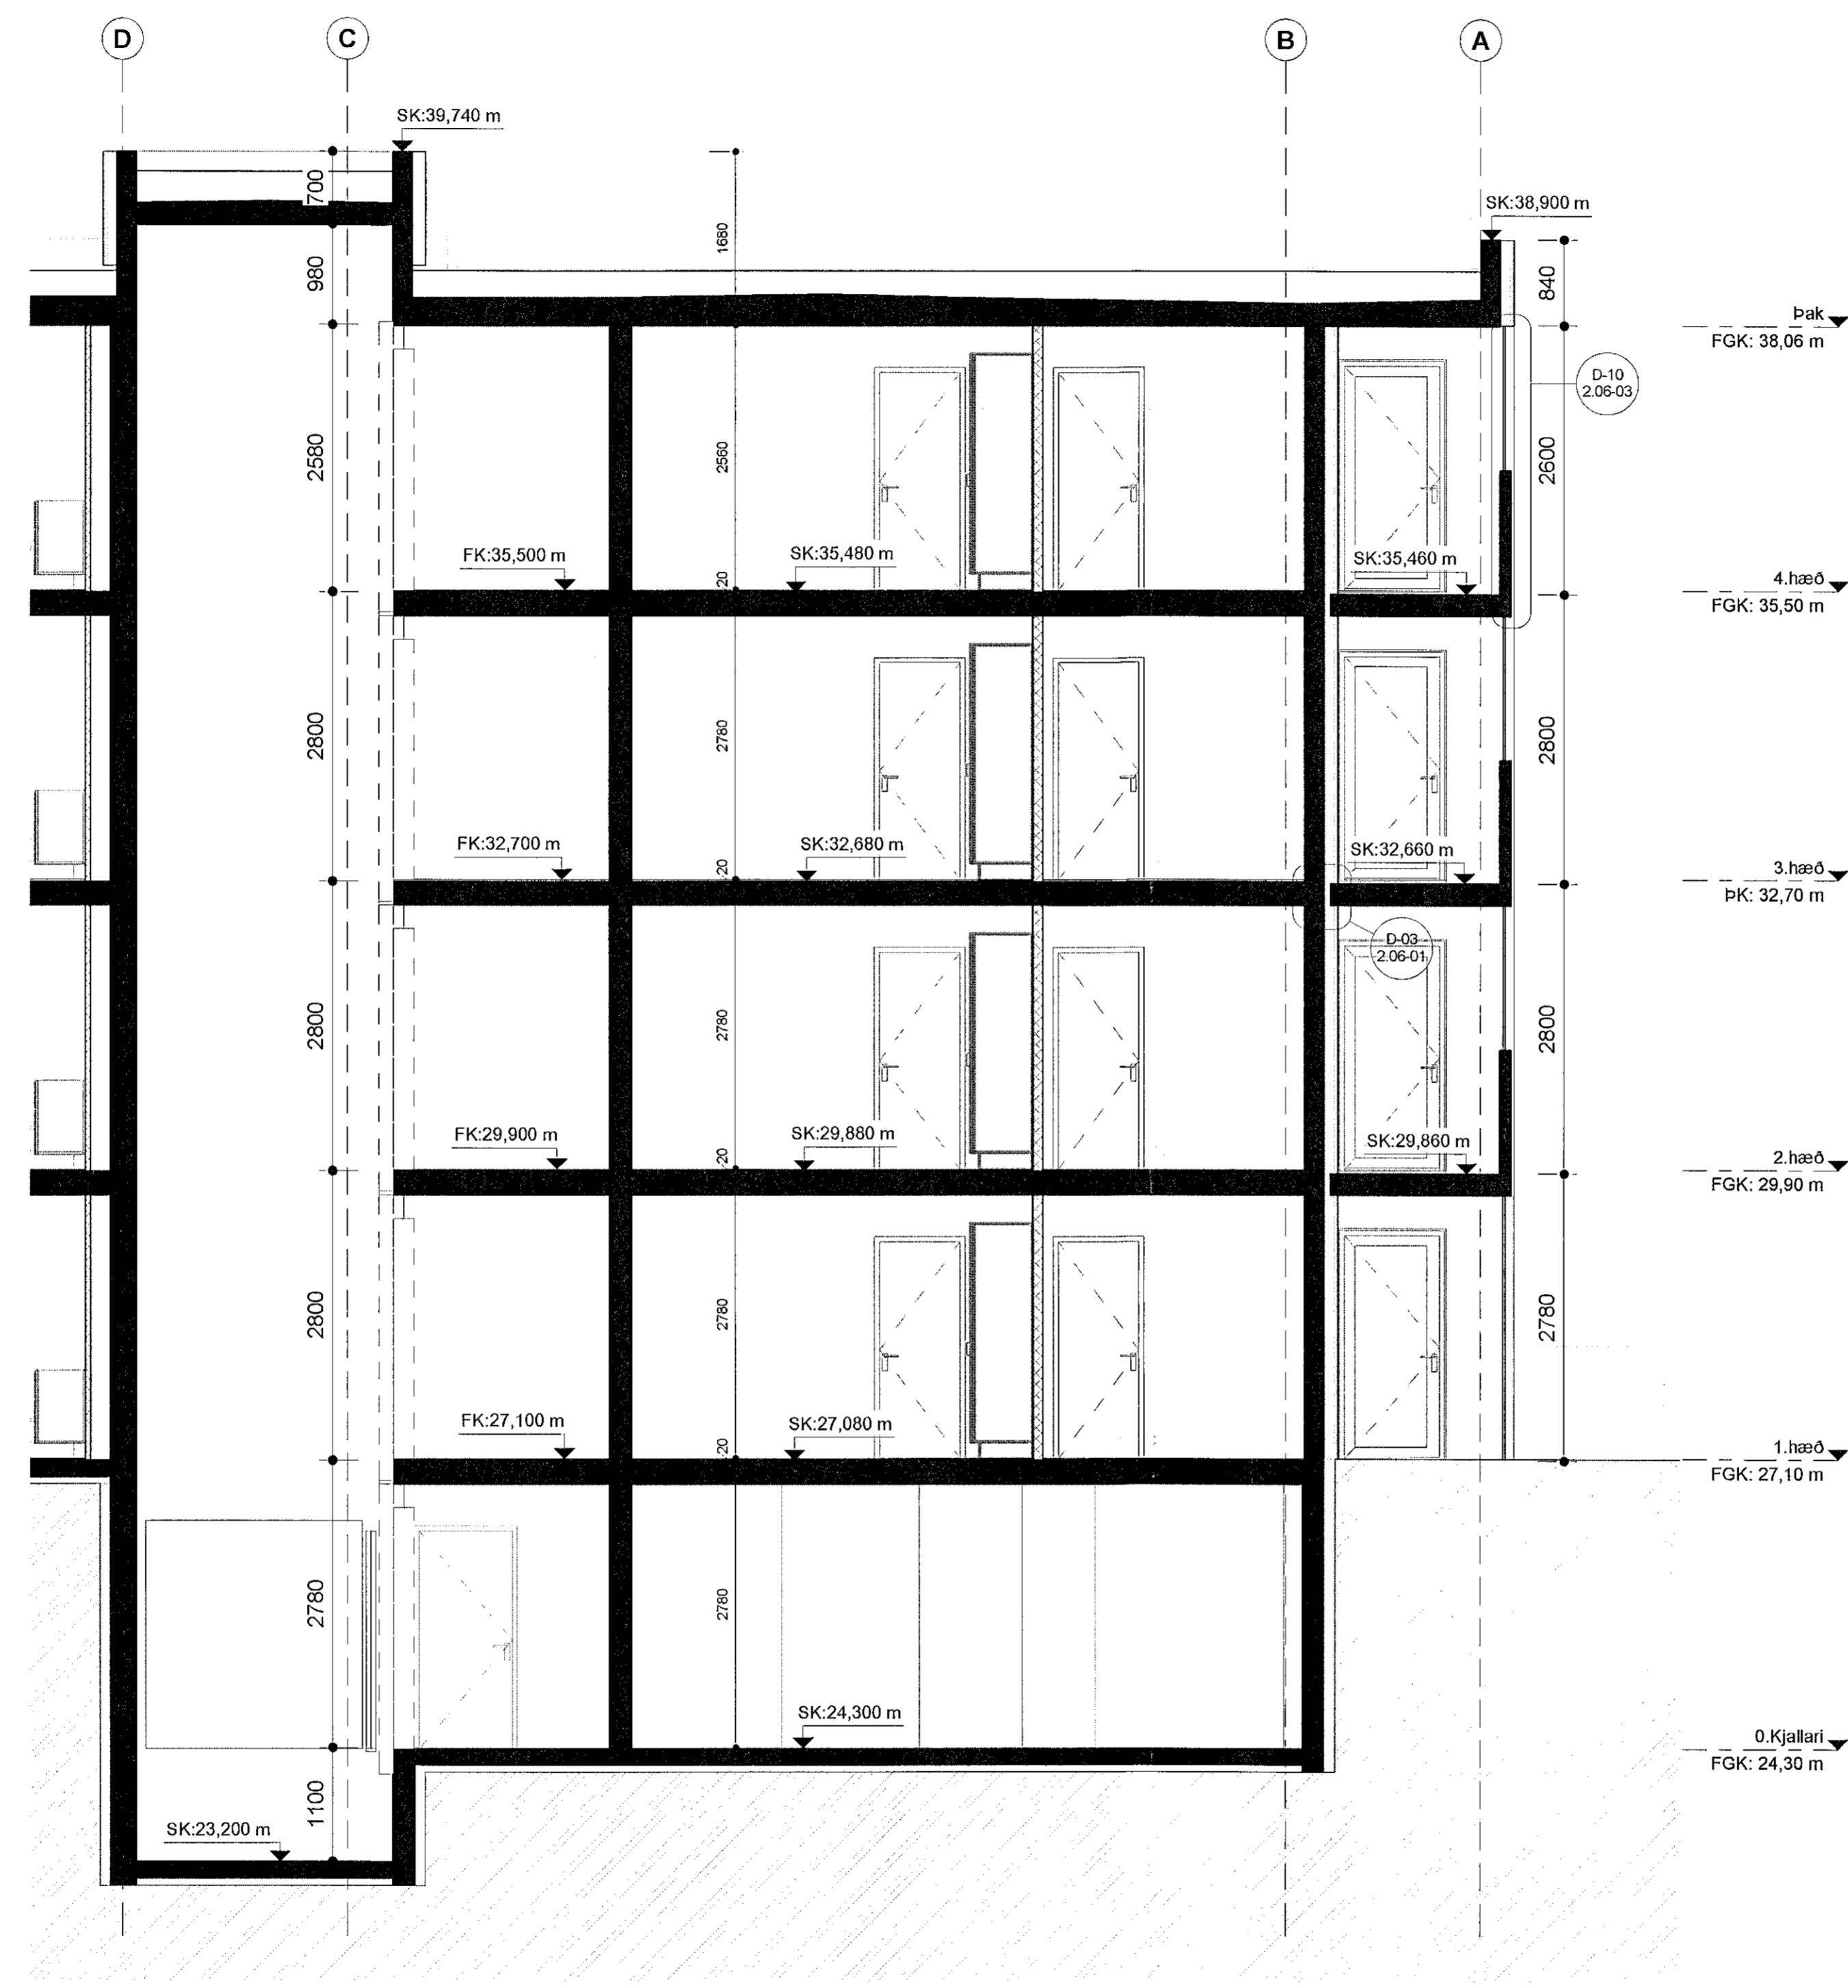 D C B A
SK:39,740 m
SK:38,900 m
700
1680
980
840
Þak
FGK: 38,06 m
D-10
2.06-03
2580
2560
2600
FK:35,500 m
SK:35,480 m
SK:35,460 m
20
4.hæð
FGK: 35,50 m
2800
2780
2800
FK:32,700 m
SK:32,680 m
SK:32,660 m
20
3.hæð
ÞK: 32,70 m
D-03
2.06-01
2800
2780
2800
FK:29,900 m
SK:29,880 m
SK:29,860 m
20
2.hæð
FGK: 29,90 m
2800
2780
2780
FK:27,100 m
SK:27,080 m
20
1.hæð
FGK: 27,10 m
2780
2780
SK:24,300 m
0.Kjallari
FGK: 24,30 m
1100
SK:23,200 m